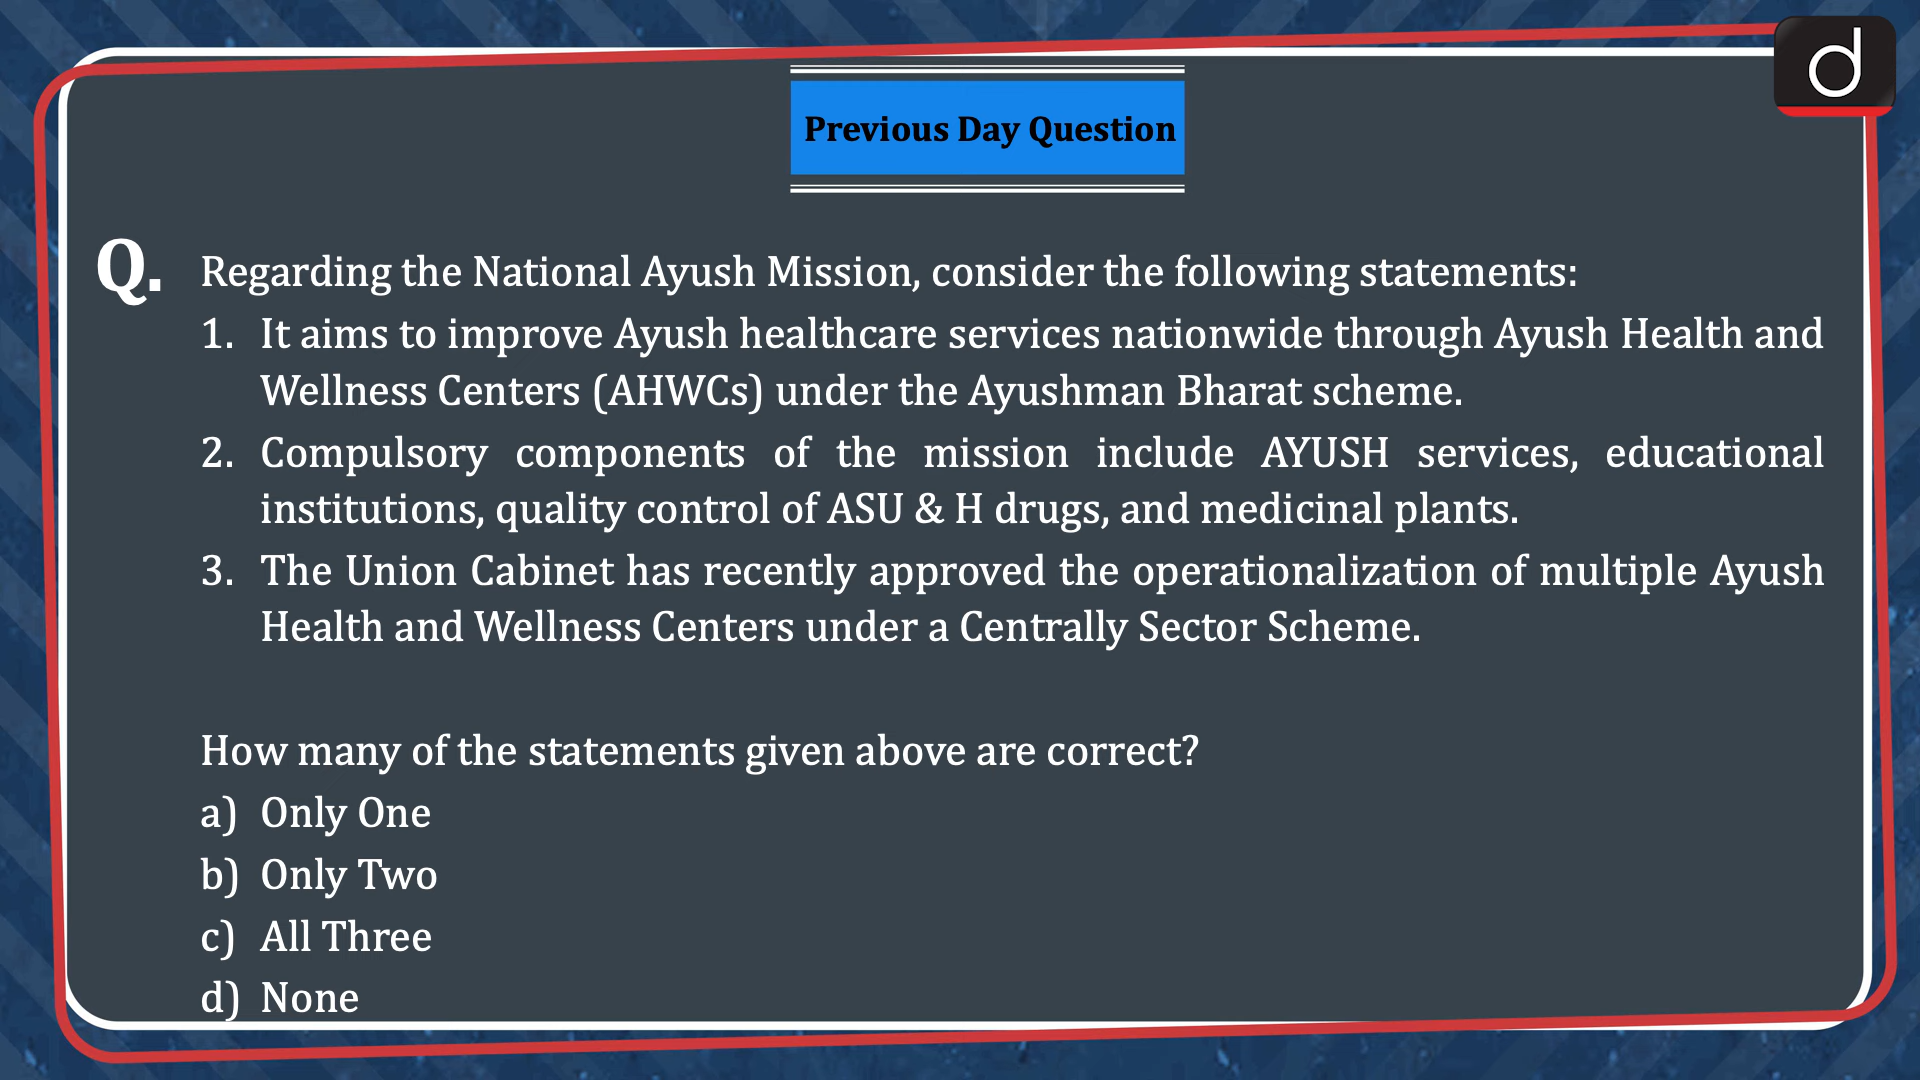 d
Previous Day Question
Q. Regarding the National Ayush Mission, consider the following statements:
1. It aims to improve Ayush healthcare services nationwide through Ayush Health and
Wellness Centers (AHWCs) under the Ayushman Bharat scheme.
2. Compulsory components of the mission include AYUSH services, educational
institutions, quality control of ASU & H drugs, and medicinal plants.
3. The Union Cabinet has recently approved the operationalization of multiple Ayush
Health and Wellness Centers under a Centrally Sector Scheme.
How many of the statements given above are correct?
a) Only One
b) Only Two
c) All Three
d) None